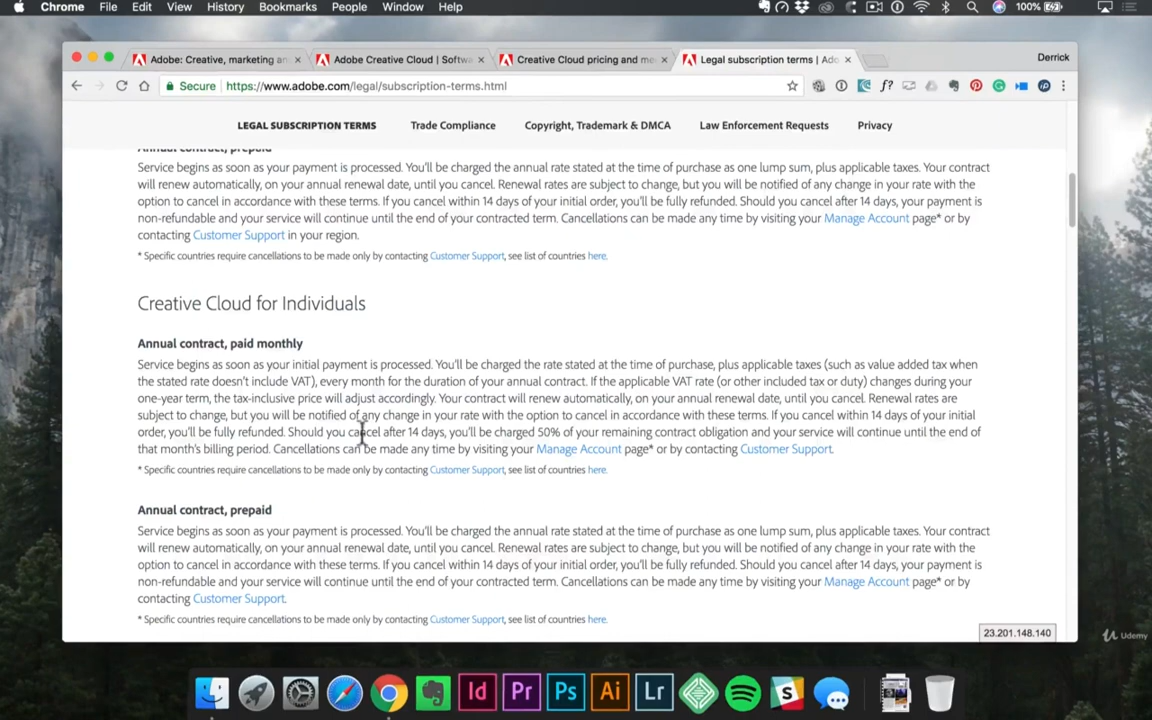 Chrome File Edit View History Bookmarks People Window Help 100%
Adobe: Creative, marketing an Adobe Creative Cloud | Softwa Creative Cloud pricing and me Legal subscription terms | Ado Derrick
Secure https://www.adobe.com/legal/subscription-terms.html f?
LEGAL SUBSCRIPTION TERMS Trade Compliance Copyright, Trademark & DMCA Law Enforcement Requests Privacy
Annual contract, prepaid
Service begins as soon as your payment is processed. You'll be charged the annual rate stated at the time of purchase as one lump sum, plus applicable taxes. Your contract
will renew automatically, on your annual renewal date, until you cancel. Renewal rates are subject to change, but you will be notified of any change in your rate with the
option to cancel in accordance with these terms. If you cancel within 14 days of your initial order, you'll be fully refunded. Should you cancel after 14 days, your payment is
non-refundable and your service will continue until the end of your contracted term. Cancellations can be made any time by visiting your Manage Account page* or by
contacting Customer Support in your region.
* Specific countries require cancellations to be made only by contacting Customer Support, see list of countries here.
Creative Cloud for Individuals
Annual contract, paid monthly
Service begins as soon as your initial payment is processed. You'll be charged the rate stated at the time of purchase, plus applicable taxes (such as value added tax when
the stated rate doesn't include VAT), every month for the duration of your annual contract. If the applicable VAT rate (or other included tax or duty) changes during your
one-year term, the tax-inclusive price will adjust accordingly. Your contract will renew automatically, on your annual renewal date, until you cancel. Renewal rates are
subject to change, but you will be notified of any change in your rate with the option to cancel in accordance with these terms. If you cancel within 14 days of your initial
order, you'll be fully refunded. Should you cancel after 14 days, you'll be charged 50% of your remaining contract obligation and your service will continue until the end of
that month's billing period. Cancellations can be made any time by visiting your Manage Account page* or by contacting Customer Support.
* Specific countries require cancellations to be made only by contacting Customer Support, see list of countries here.
Annual contract, prepaid
Service begins as soon as your payment is processed. You'll be charged the annual rate stated at the time of purchase as one lump sum, plus applicable taxes. Your contract
will renew automatically, on your annual renewal date, until you cancel. Renewal rates are subject to change, but you will be notified of any change in your rate with the
option to cancel in accordance with these terms. If you cancel within 14 days of your initial order, you'll be fully refunded. Should you cancel after 14 days, your payment is
non-refundable and your service will continue until the end of your contracted term. Cancellations can be made any time by visiting your Manage Account page* or by
contacting Customer Support.
* Specific countries require cancellations to be made only by contacting Customer Support, see list of countries here.
23.201.148.140
Udemy
Id Pr Ps Ai Lr S